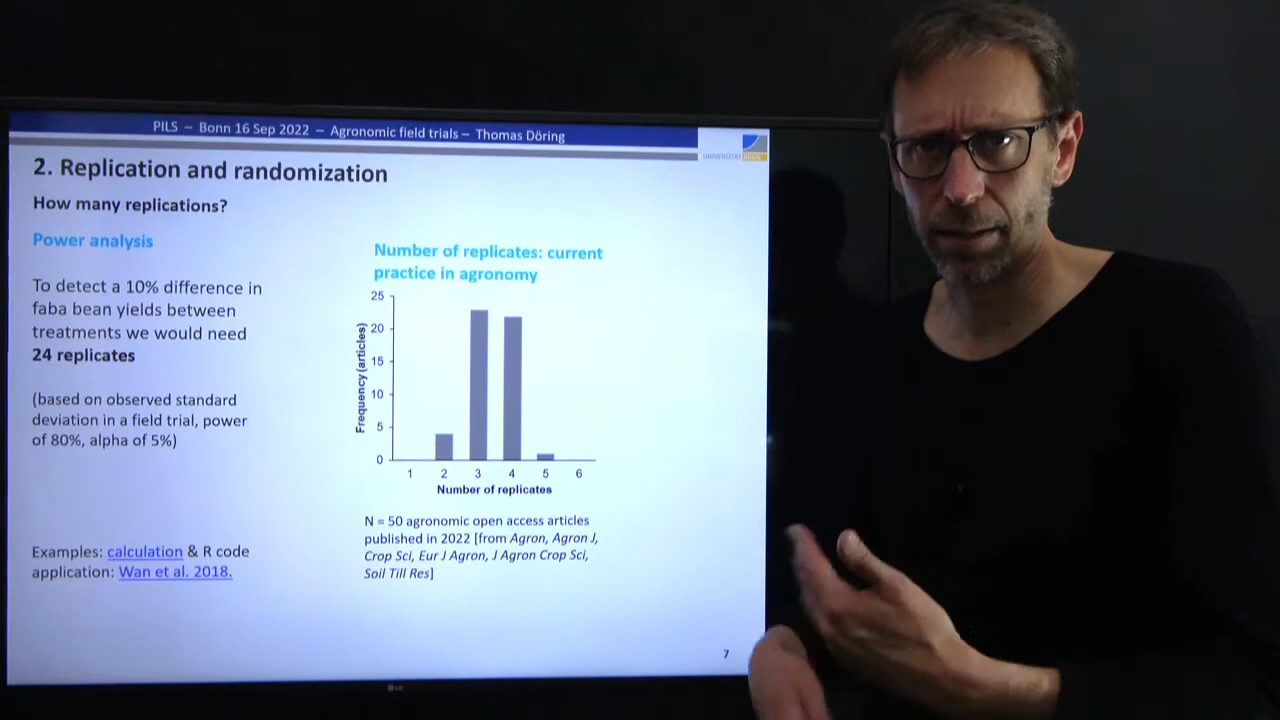 PILS – Bonn 16 Sep 2022 – Agronomic field trials – Thomas Döring
UNIVERSITÄT BONN
2. Replication and randomization
How many replications?
Power analysis
To detect a 10% difference in
faba bean yields between
treatments we would need
24 replicates
(based on observed standard
deviation in a field trial, power
of 80%, alpha of 5%)
Examples: calculation & R code
application: Wan et al. 2018.
Number of replicates: current
practice in agronomy
Frequency (articles)
25
20
15
10
5
0
1 2 3 4 5 6
Number of replicates
N = 50 agronomic open access articles
published in 2022 [from Agron, Agron J,
Crop Sci, Eur J Agron, J Agron Crop Sci,
Soil Till Res]
7
LG